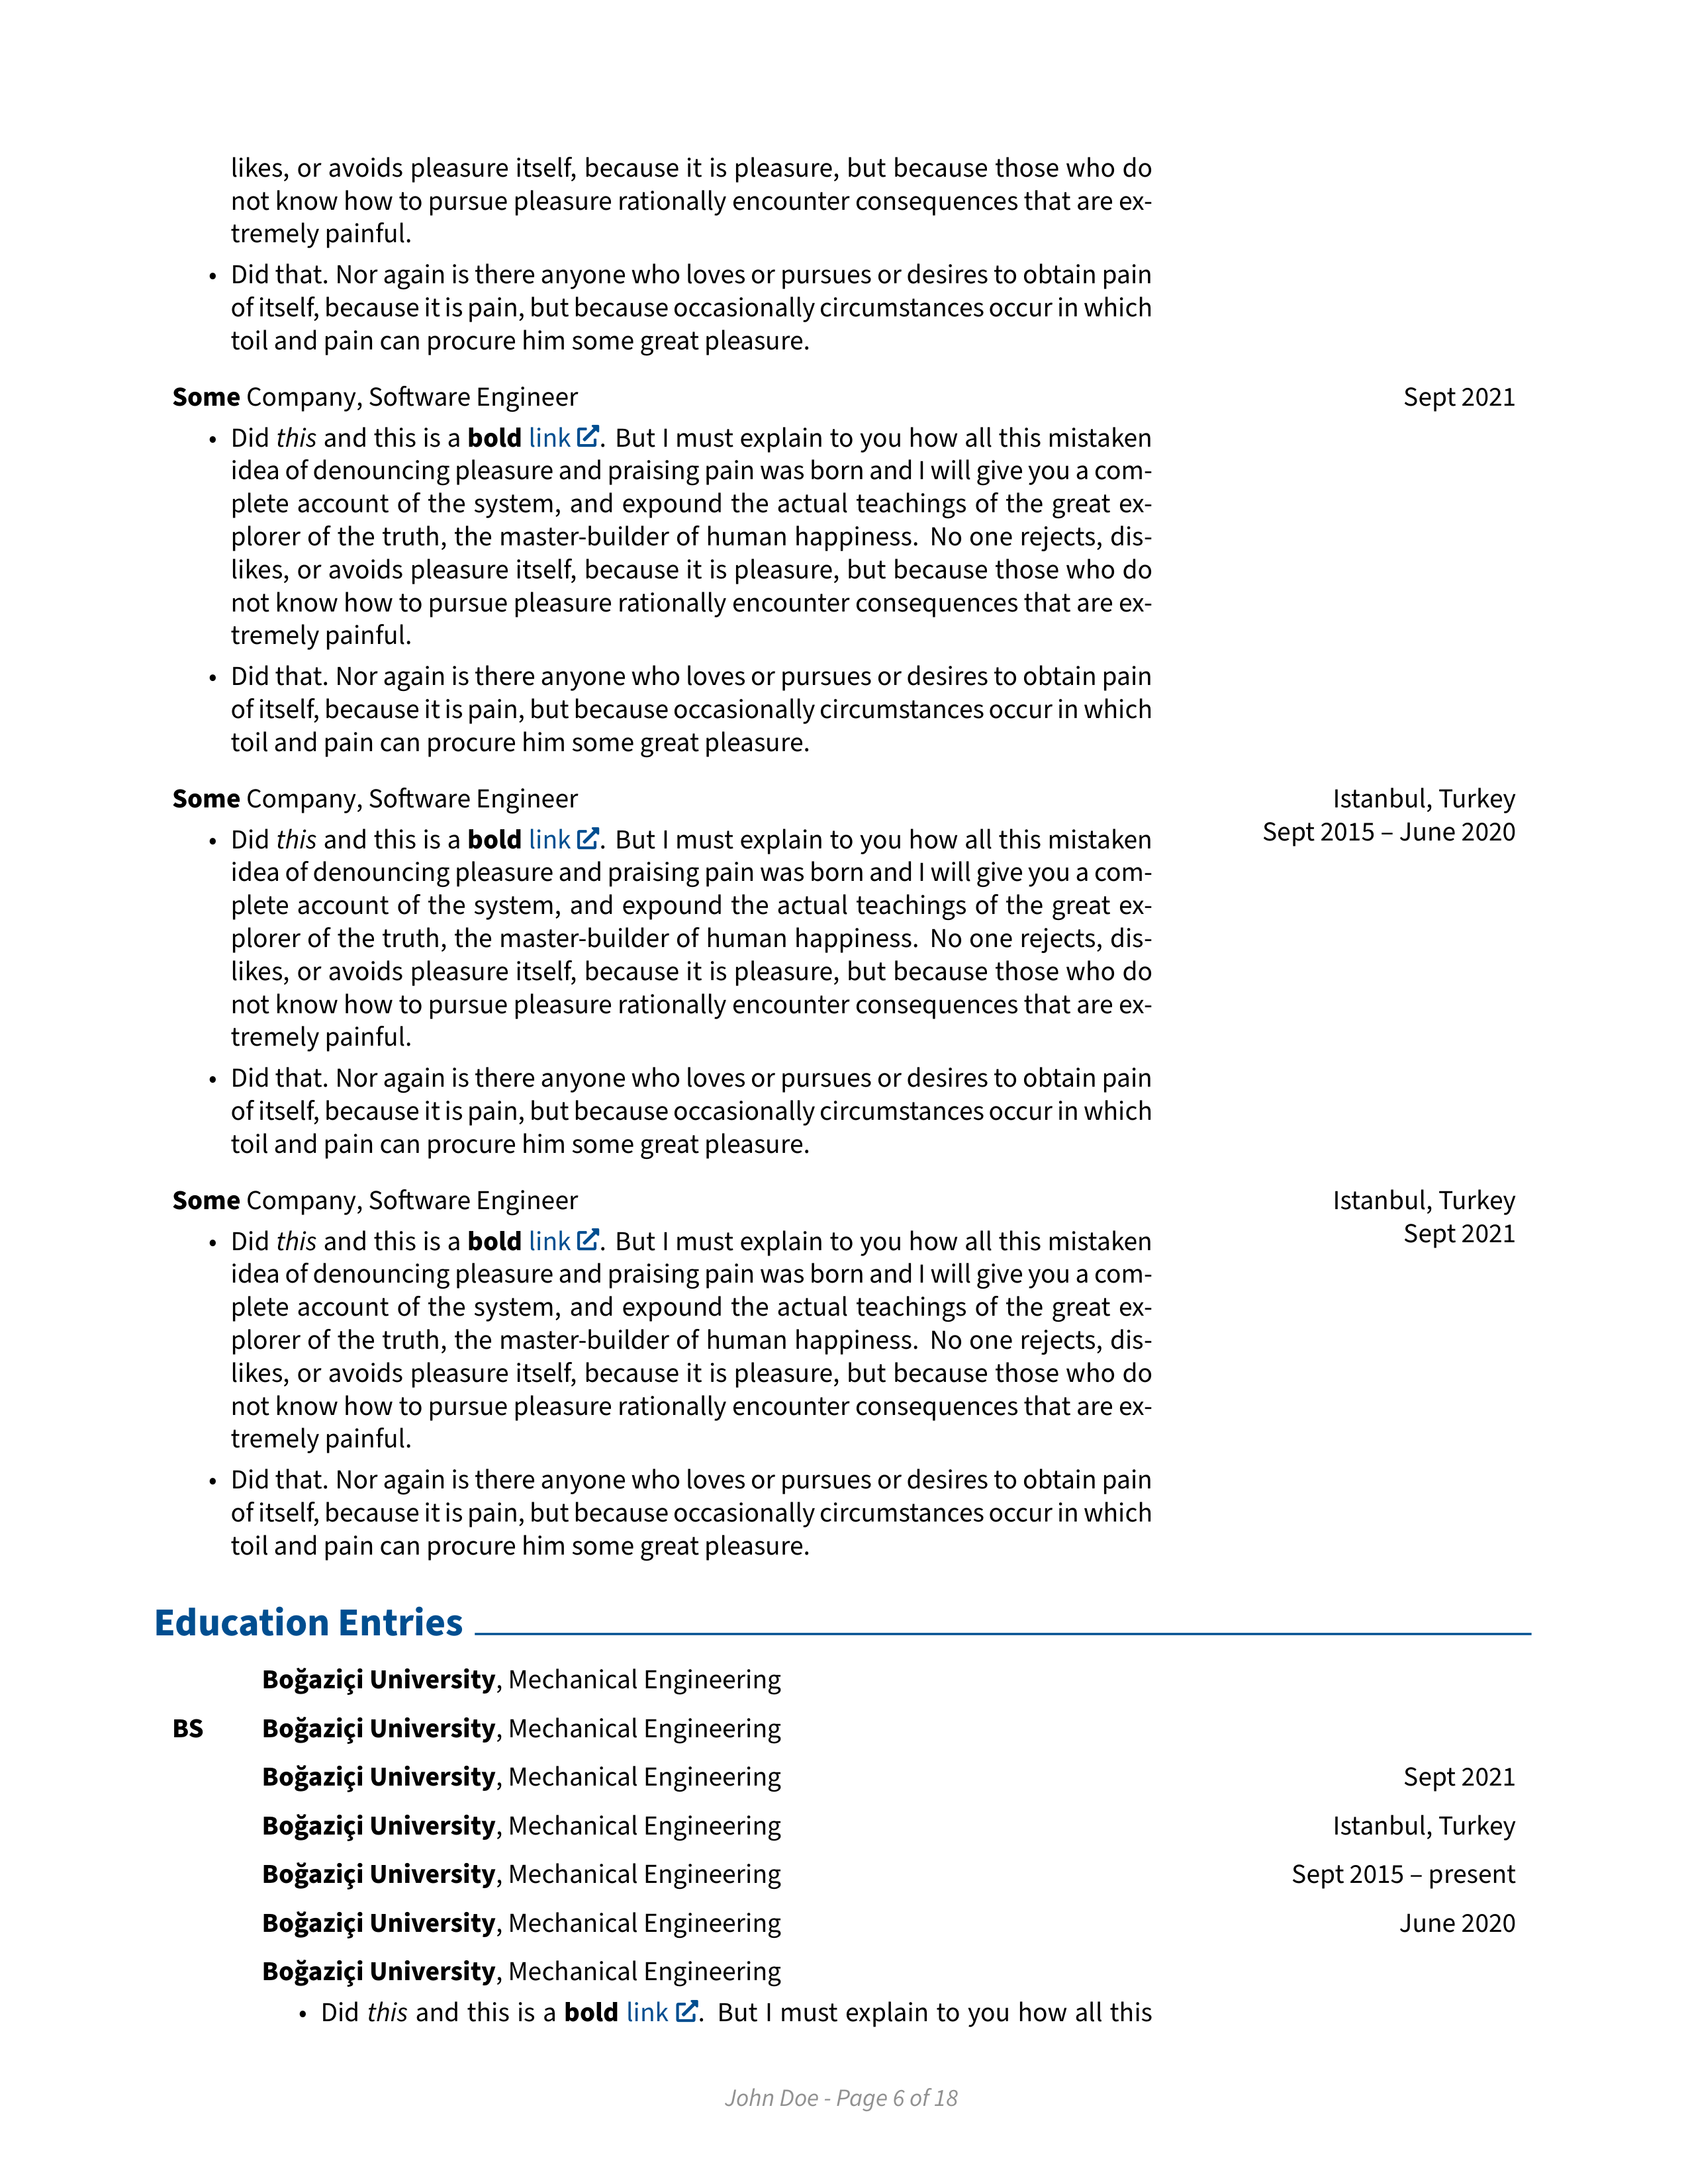 likes, or avoids pleasure itself, because it is pleasure, but because those who do
not know how to pursue pleasure rationally encounter consequences that are ex-
tremely painful.
• Did that. Nor again is there anyone who loves or pursues or desires to obtain pain
of itself, because it is pain, but because occasionally circumstances occur in which
toil and pain can procure him some great pleasure.
Some Company, Software Engineer Sept 2021
• Did this and this is a bold link. But I must explain to you how all this mistaken
idea of denouncing pleasure and praising pain was born and I will give you a com-
plete account of the system, and expound the actual teachings of the great ex-
plorer of the truth, the master-builder of human happiness. No one rejects, dis-
likes, or avoids pleasure itself, because it is pleasure, but because those who do
not know how to pursue pleasure rationally encounter consequences that are ex-
tremely painful.
• Did that. Nor again is there anyone who loves or pursues or desires to obtain pain
of itself, because it is pain, but because occasionally circumstances occur in which
toil and pain can procure him some great pleasure.
Some Company, Software Engineer Istanbul, Turkey
Sept 2015 – June 2020
• Did this and this is a bold link. But I must explain to you how all this mistaken
idea of denouncing pleasure and praising pain was born and I will give you a com-
plete account of the system, and expound the actual teachings of the great ex-
plorer of the truth, the master-builder of human happiness. No one rejects, dis-
likes, or avoids pleasure itself, because it is pleasure, but because those who do
not know how to pursue pleasure rationally encounter consequences that are ex-
tremely painful.
• Did that. Nor again is there anyone who loves or pursues or desires to obtain pain
of itself, because it is pain, but because occasionally circumstances occur in which
toil and pain can procure him some great pleasure.
Some Company, Software Engineer Istanbul, Turkey
Sept 2021
• Did this and this is a bold link. But I must explain to you how all this mistaken
idea of denouncing pleasure and praising pain was born and I will give you a com-
plete account of the system, and expound the actual teachings of the great ex-
plorer of the truth, the master-builder of human happiness. No one rejects, dis-
likes, or avoids pleasure itself, because it is pleasure, but because those who do
not know how to pursue pleasure rationally encounter consequences that are ex-
tremely painful.
• Did that. Nor again is there anyone who loves or pursues or desires to obtain pain
of itself, because it is pain, but because occasionally circumstances occur in which
toil and pain can procure him some great pleasure.
Education Entries
Boğaziçi University, Mechanical Engineering
BS Boğaziçi University, Mechanical Engineering
Boğaziçi University, Mechanical Engineering Sept 2021
Boğaziçi University, Mechanical Engineering Istanbul, Turkey
Boğaziçi University, Mechanical Engineering Sept 2015 – present
Boğaziçi University, Mechanical Engineering June 2020
Boğaziçi University, Mechanical Engineering
• Did this and this is a bold link. But I must explain to you how all this
John Doe - Page 6 of 18